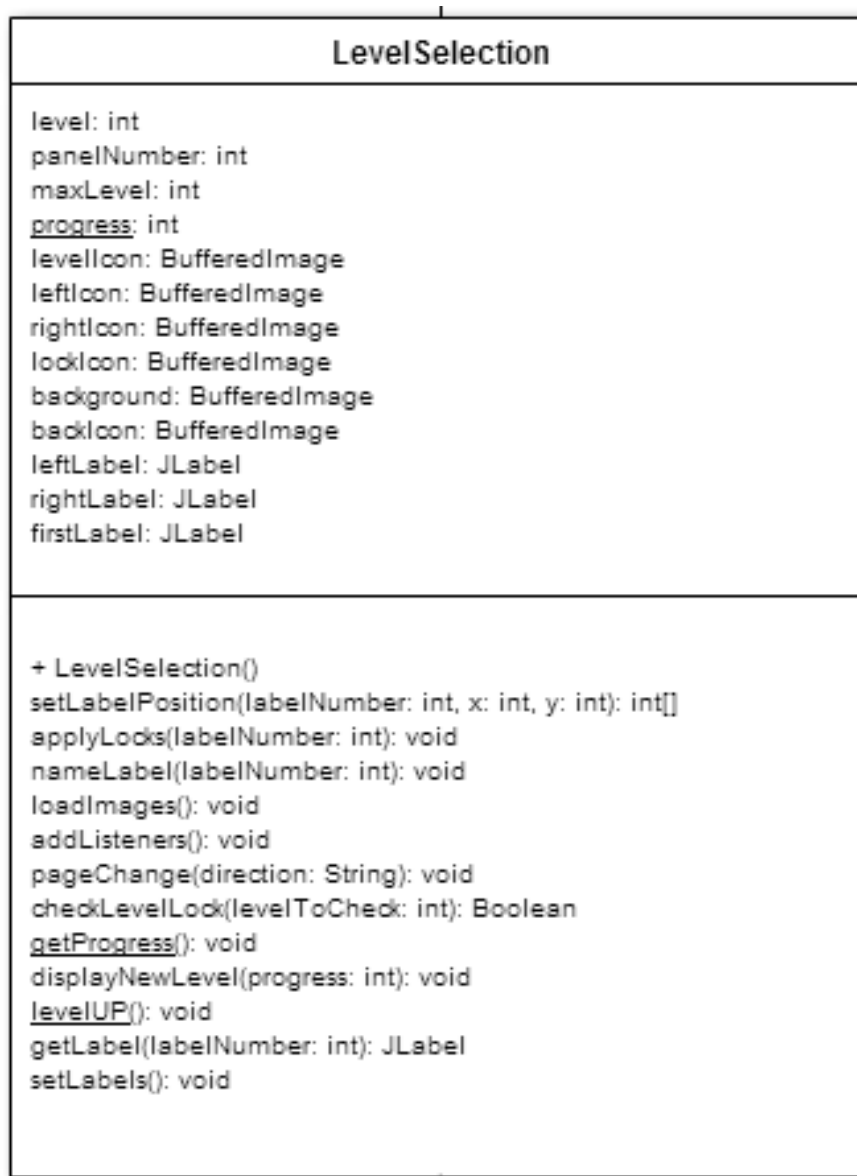 LevelSelection
level: int
panelNumber: int
maxLevel: int
progress: int
levelIcon: BufferedImage
leftIcon: BufferedImage
rightIcon: BufferedImage
lockIcon: BufferedImage
background: BufferedImage
backIcon: BufferedImage
leftLabel: JLabel
rightLabel: JLabel
firstLabel: JLabel
+ LevelSelection()
setLabelPosition(labelNumber: int, x: int, y: int): int[]
applyLocks(labelNumber: int): void
nameLabel(labelNumber: int): void
loadImages(): void
addListeners(): void
pageChange(direction: String): void
checkLevelLock(levelToCheck: int): Boolean
getProgress(): void
displayNewLevel(progress: int): void
levelUP(): void
getLabel(labelNumber: int): JLabel
setLabels(): void